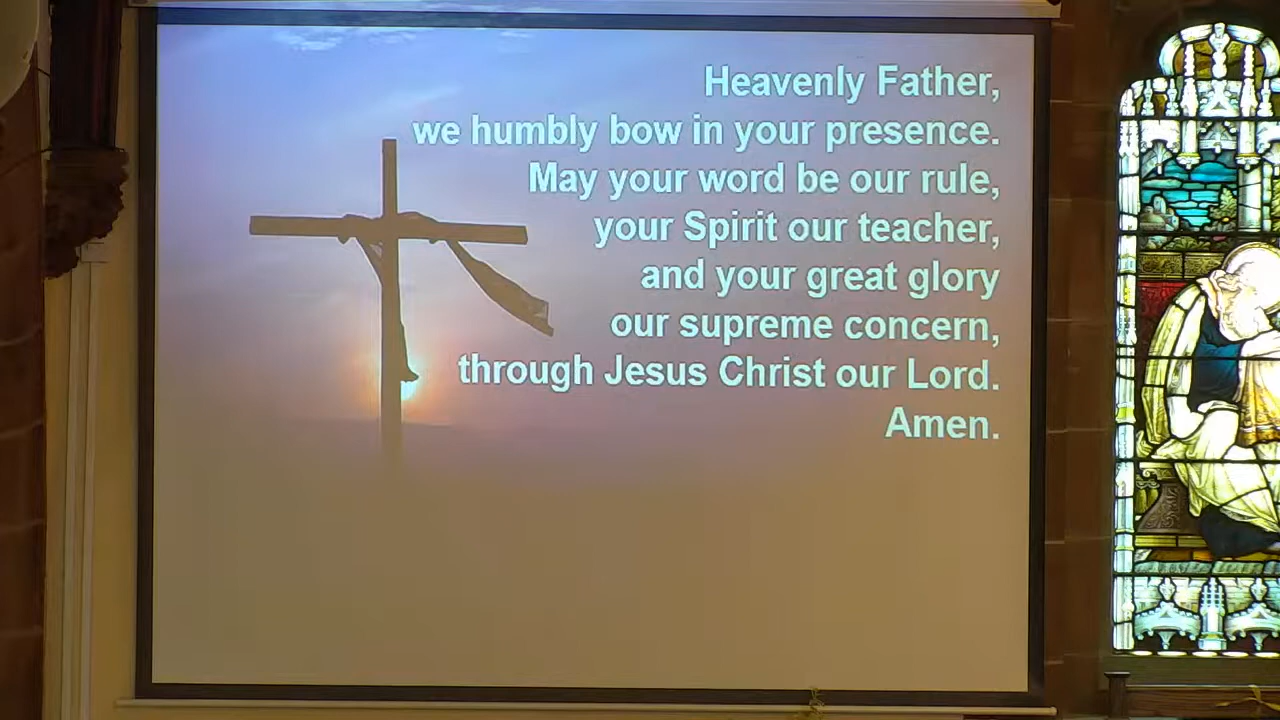 Heavenly Father,
we humbly bow in your presence.
May your word be our rule,
your Spirit our teacher,
and your great glory
our supreme concern,
through Jesus Christ our Lord.
Amen.